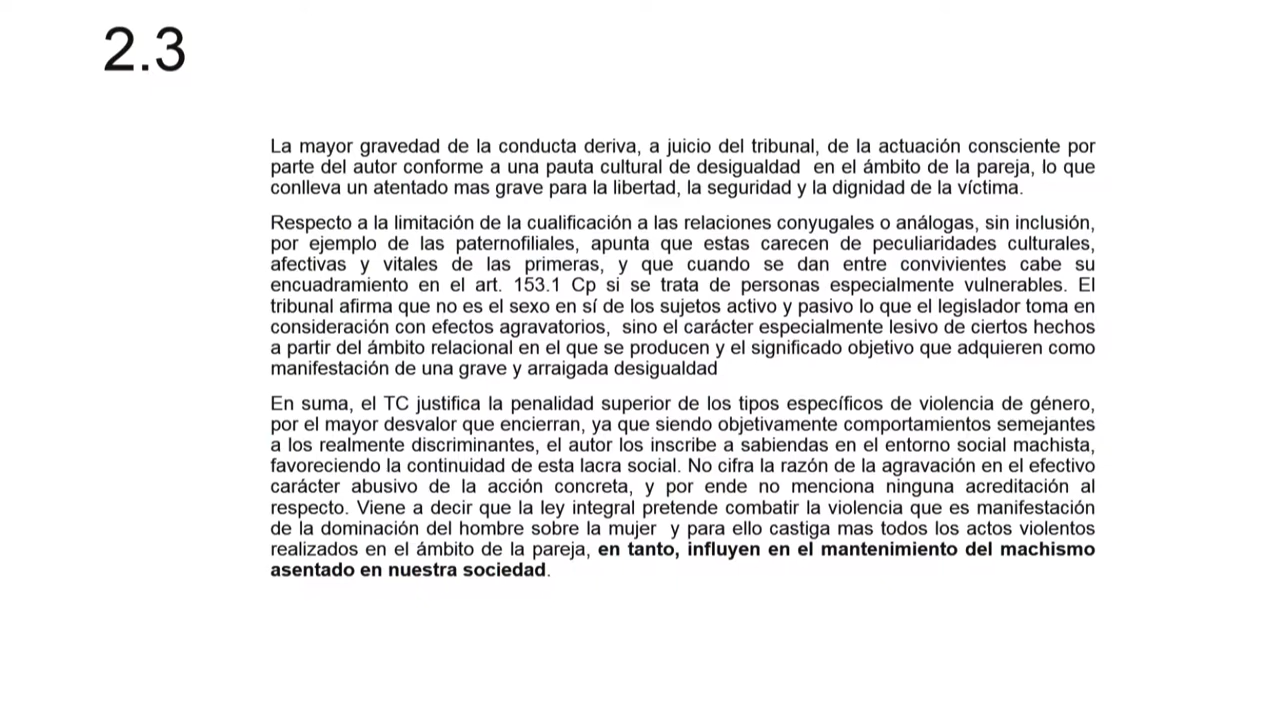 2.3
La mayor gravedad de la conducta deriva, a juicio del tribunal, de la actuación consciente por
parte del autor conforme a una pauta cultural de desigualdad en el ámbito de la pareja, lo que
conlleva un atentado mas grave para la libertad, la seguridad y la dignidad de la víctima.
Respecto a la limitación de la cualificación a las relaciones conyugales o análogas, sin inclusión,
por ejemplo de las paternofiliales, apunta que estas carecen de peculiaridades culturales,
afectivas y vitales de las primeras, y que cuando se dan entre convivientes cabe su
encuadramiento en el art. 153.1 Cp si se trata de personas especialmente vulnerables. El
tribunal afirma que no es el sexo en sí de los sujetos activo y pasivo lo que el legislador toma en
consideración con efectos agravatorios, sino el carácter especialmente lesivo de ciertos hechos
a partir del ámbito relacional en el que se producen y el significado objetivo que adquieren como
manifestación de una grave y arraigada desigualdad
En suma, el TC justifica la penalidad superior de los tipos específicos de violencia de género,
por el mayor desvalor que encierran, ya que siendo objetivamente comportamientos semejantes
a los realmente discriminantes, el autor los inscribe a sabiendas en el entorno social machista,
favoreciendo la continuidad de esta lacra social. No cifra la razón de la agravación en el efectivo
carácter abusivo de la acción concreta, y por ende no menciona ninguna acreditación al
respecto. Viene a decir que la ley integral pretende combatir la violencia que es manifestación
de la dominación del hombre sobre la mujer y para ello castiga mas todos los actos violentos
realizados en el ámbito de la pareja, en tanto, influyen en el mantenimiento del machismo
asentado en nuestra sociedad.